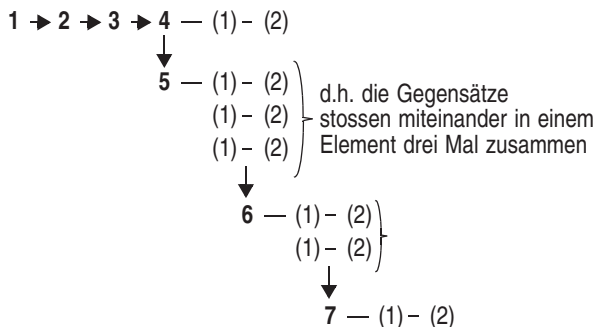 1 → 2 → 3 → 4 — (1) – (2)
5 — (1) – (2)
(1) – (2)
(1) – (2)
d.h. die Gegensätze
stossen miteinander in einem
Element drei Mal zusammen
6 — (1) – (2)
(1) – (2)
7 — (1) – (2)